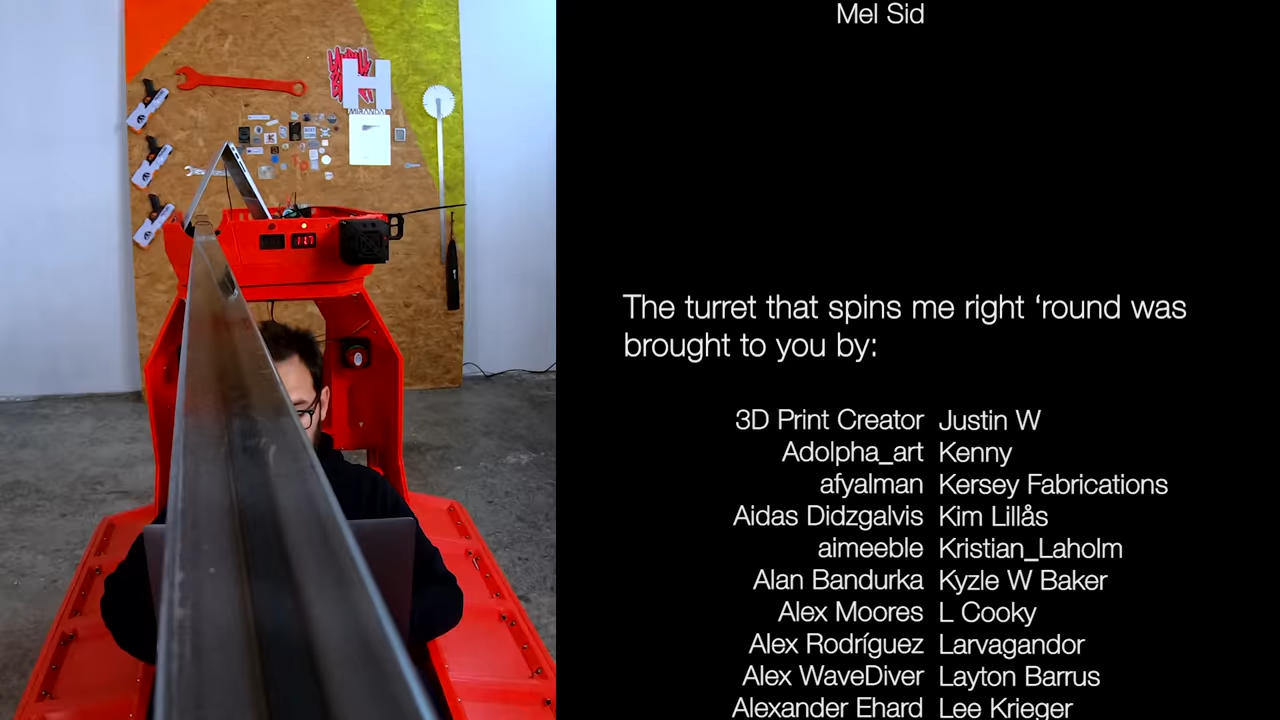 Mel Sid
The turret that spins me right ‘round was
brought to you by:
3D Print Creator Justin W
Adolpha_art Kenny
afyalman Kersey Fabrications
Aidas Didzgalvis Kim Lillås
aimeeble Kristian_Laholm
Alan Bandurka Kyzle W Baker
Alex Moores L Cooky
Alex Rodríguez Larvagandor
Alex WaveDiver Layton Barrus
Alexander Ehard Lee Krieger
H
MIRANDA